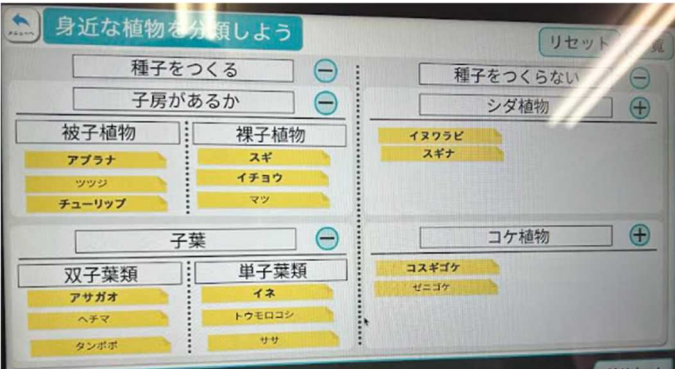 メニューへ
身近な植物を分類しよう
リセット
覧
種子をつくる
種子をつくらない
子房があるか
シダ植物
被子植物
裸子植物
アブラナ
ツツジ
チューリップ
スギ
イチョウ
マツ
イヌワラビ
スギナ
子葉
コケ植物
双子葉類
単子葉類
アサガオ
ヘチマ
タンポポ
イネ
トウモロコシ
ササ
コスギゴケ
ゼニゴケ